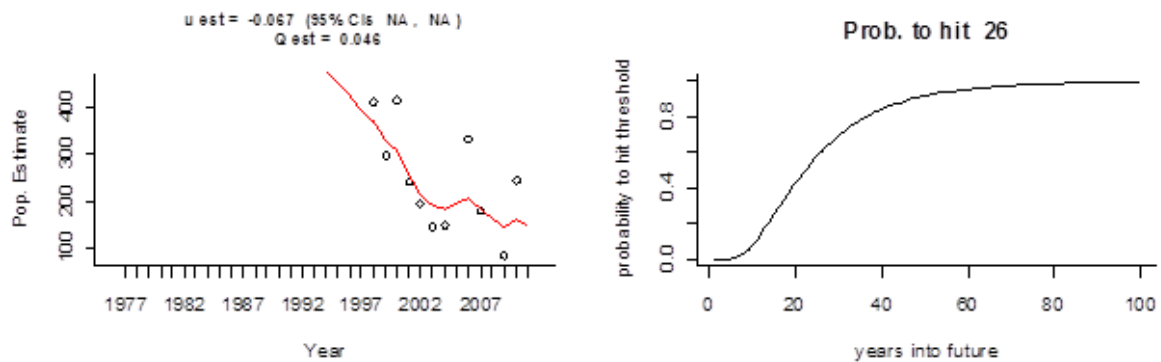 u est = -0.067 (95% CIs NA , NA )
Q est = 0.046
Pop. Estimate
400
300
200
100
1977 1982 1987 1992 1997 2002 2007
Year
Prob. to hit 26
probability to hit threshold
0.8
0.4
0.0
0 20 40 60 80 100
years into future